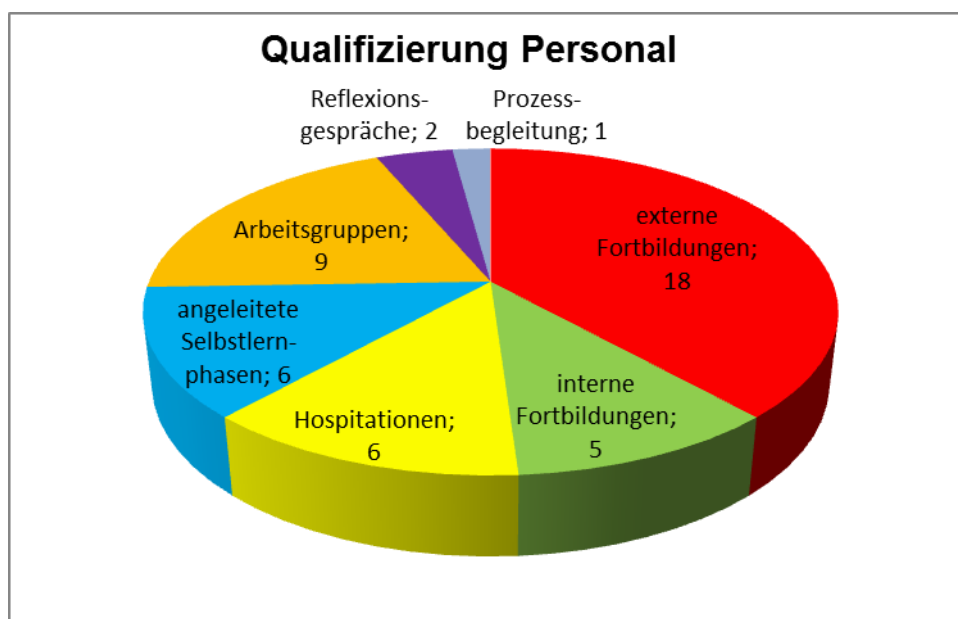 Qualifizierung Personal
Reflexions-
gespräche; 2
Prozess-
begleitung; 1
externe
Fortbildungen;
18
interne
Fortbildungen;
5
Hospitationen;
6
angeleitete
Selbstlern-
phasen; 6
Arbeitsgruppen;
9